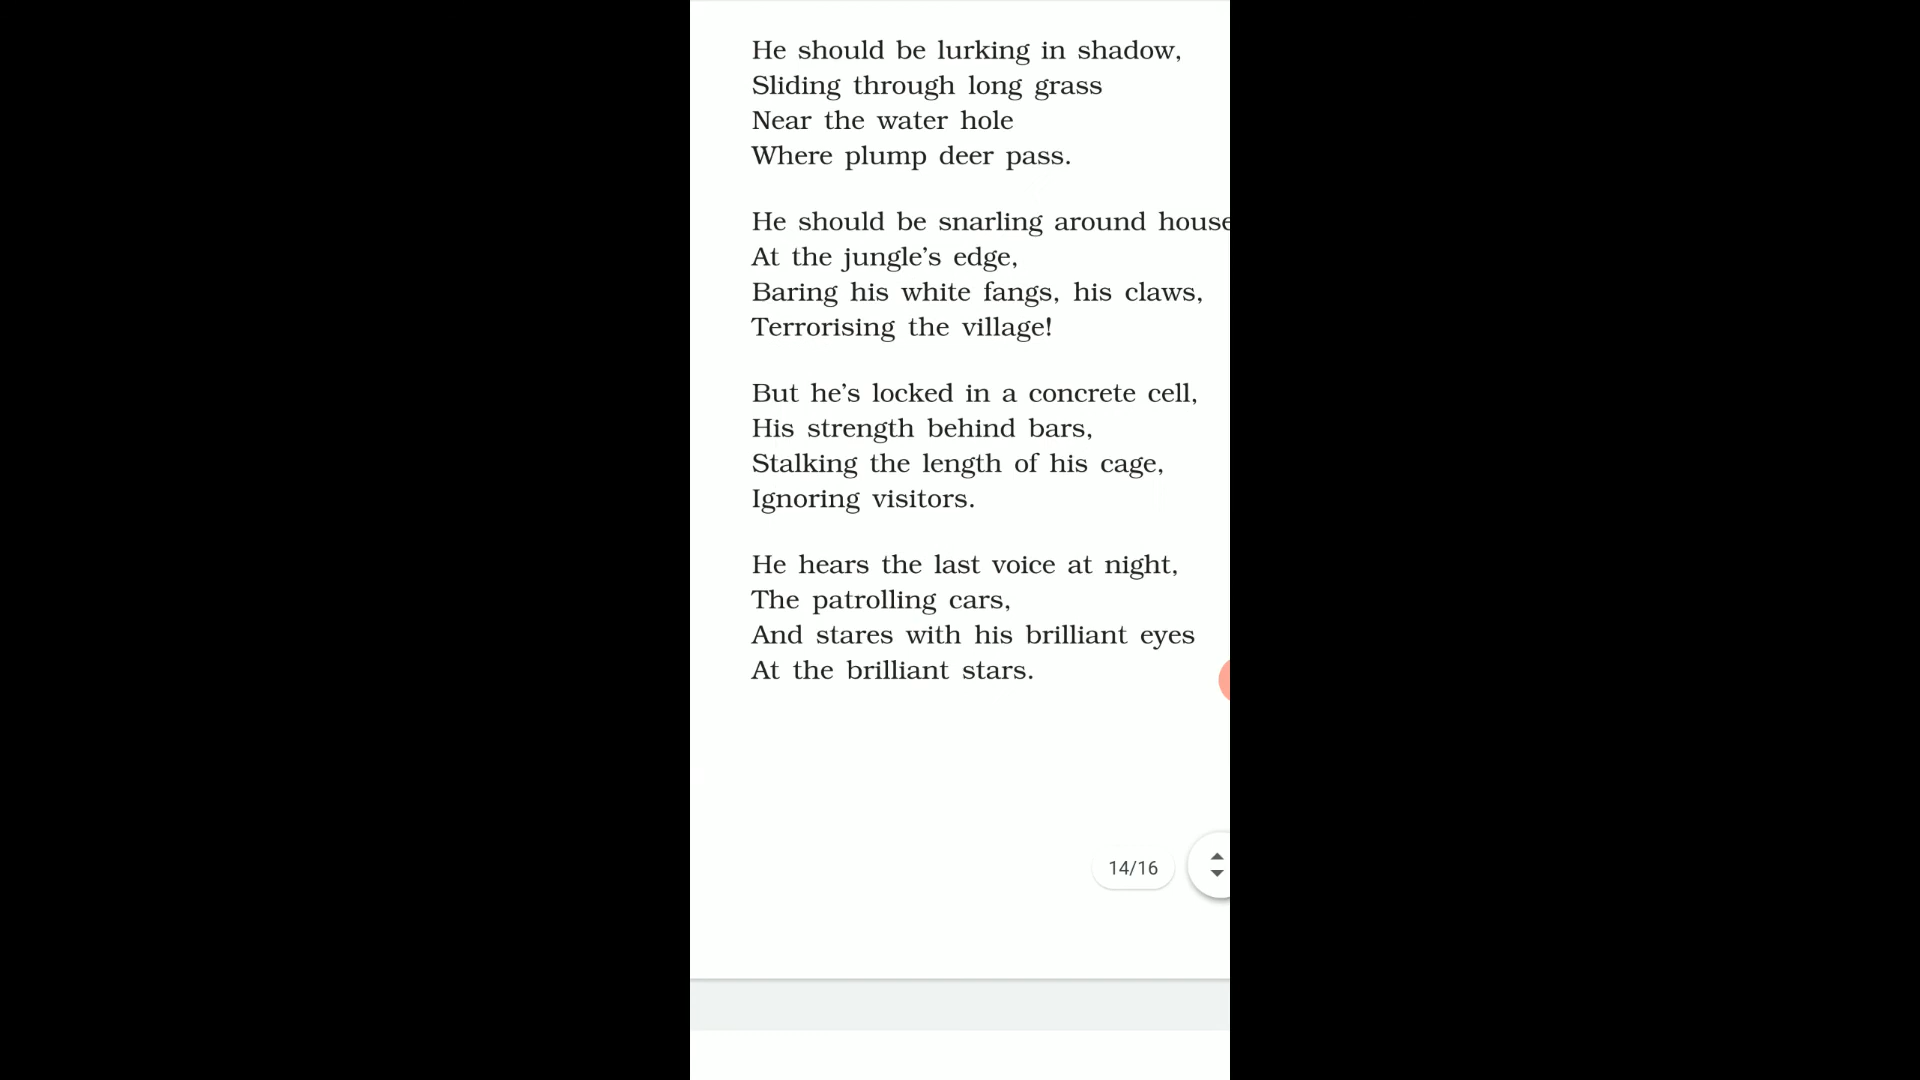 He should be lurking in shadow,
Sliding through long grass
Near the water hole
Where plump deer pass.
He should be snarling around house
At the jungle's edge,
Baring his white fangs, his claws,
Terrorising the village!
But he's locked in a concrete cell,
His strength behind bars,
Stalking the length of his cage,
Ignoring visitors.
He hears the last voice at night,
The patrolling cars,
And stares with his brilliant eyes
At the brilliant stars.
14/16